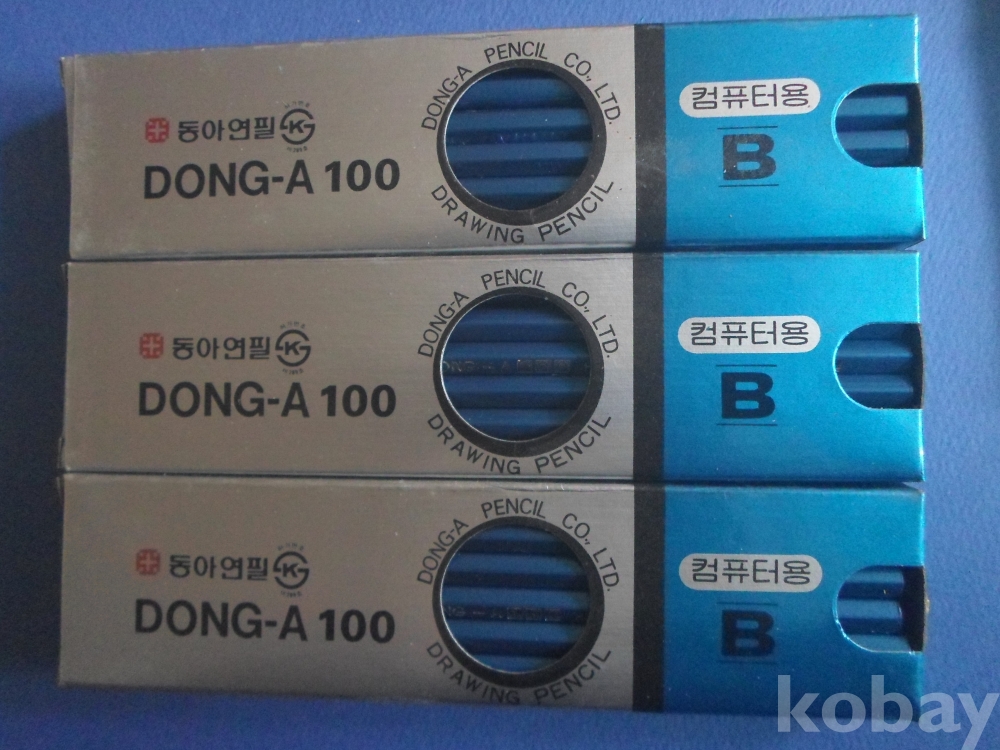 DONG-A PENCIL CO., LTD.
동아연필
DONG-A 100
DRAWING PENCIL
컴퓨터용
B
DONG-A PENCIL CO., LTD.
동아연필
DONG-A 100
DRAWING PENCIL
컴퓨터용
B
DONG-A PENCIL CO., LTD.
동아연필
DONG-A 100
DRAWING PENCIL
컴퓨터용
B
kobay